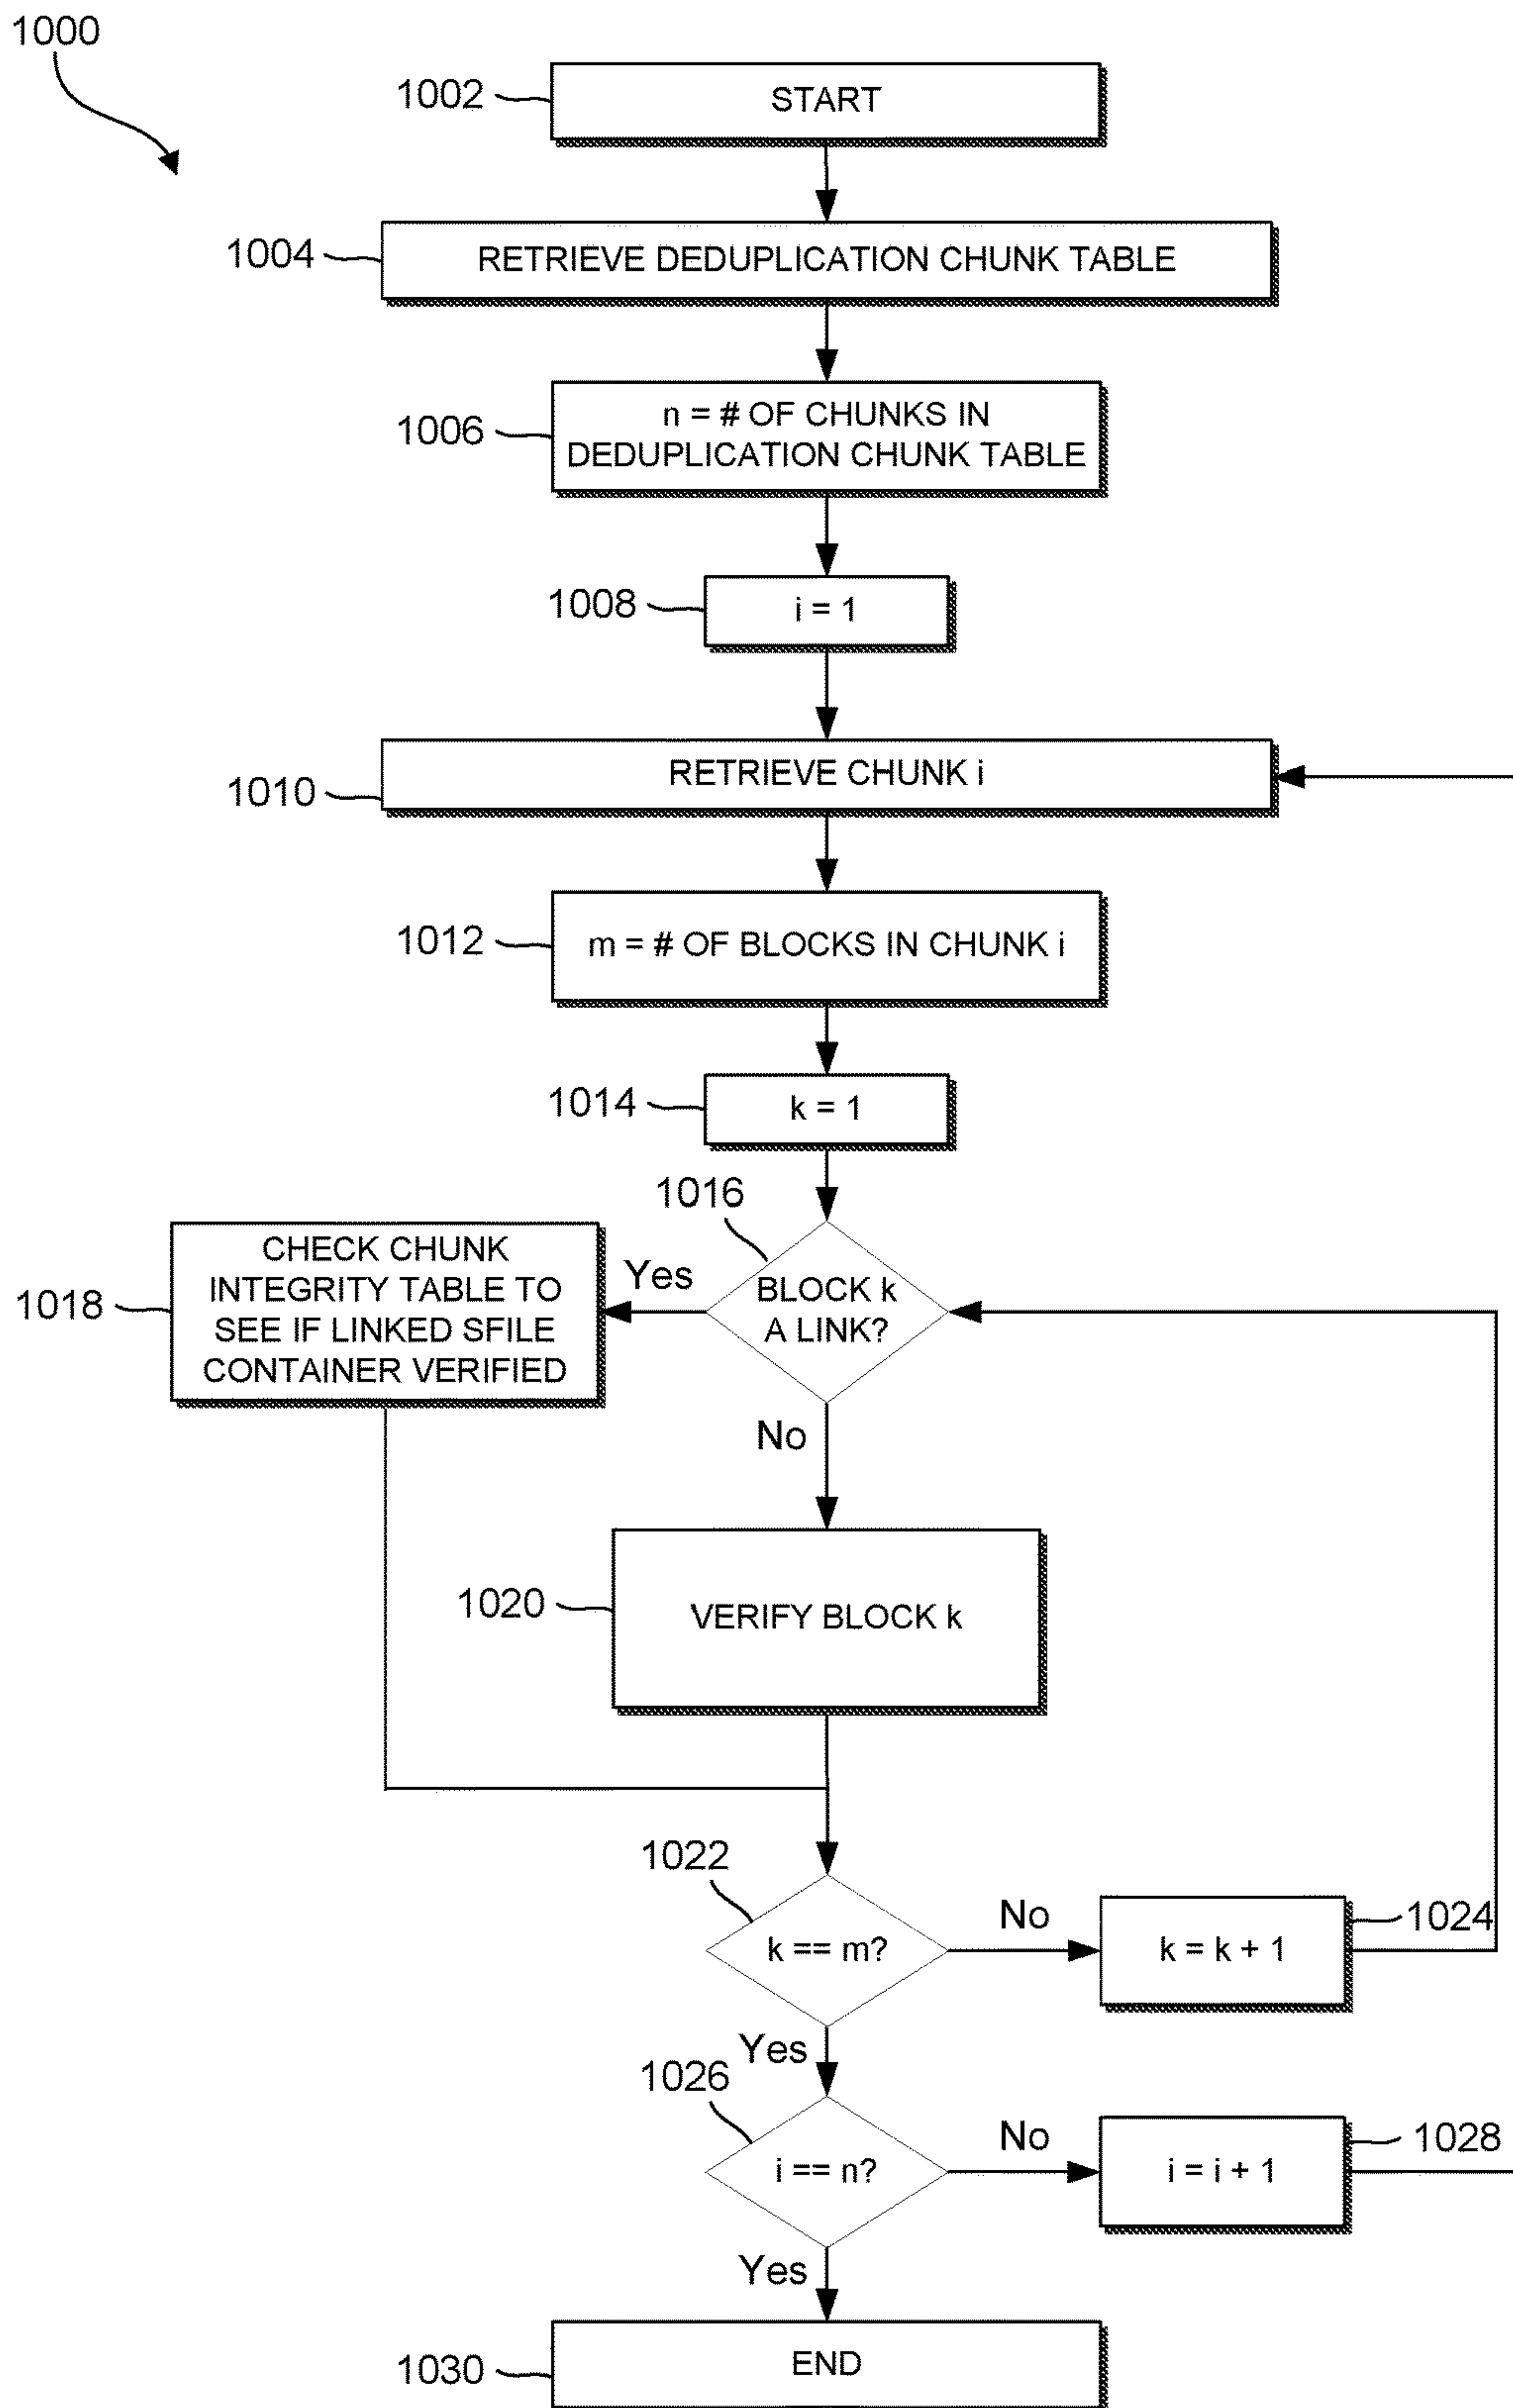 1000
1002
START
1004
RETRIEVE DEDUPLICATION CHUNK TABLE
1006
n = # OF CHUNKS IN
DEDUPLICATION CHUNK TABLE
1008
i = 1
1010
RETRIEVE CHUNK i
1012
m = # OF BLOCKS IN CHUNK i
1014
k = 1
1016
BLOCK k
A LINK?
Yes
1018
CHECK CHUNK
INTEGRITY TABLE TO
SEE IF LINKED SFILE
CONTAINER VERIFIED
No
1020
VERIFY BLOCK k
1022
k == m?
No
1024
k = k + 1
Yes
1026
i == n?
No
1028
i = i + 1
Yes
1030
END